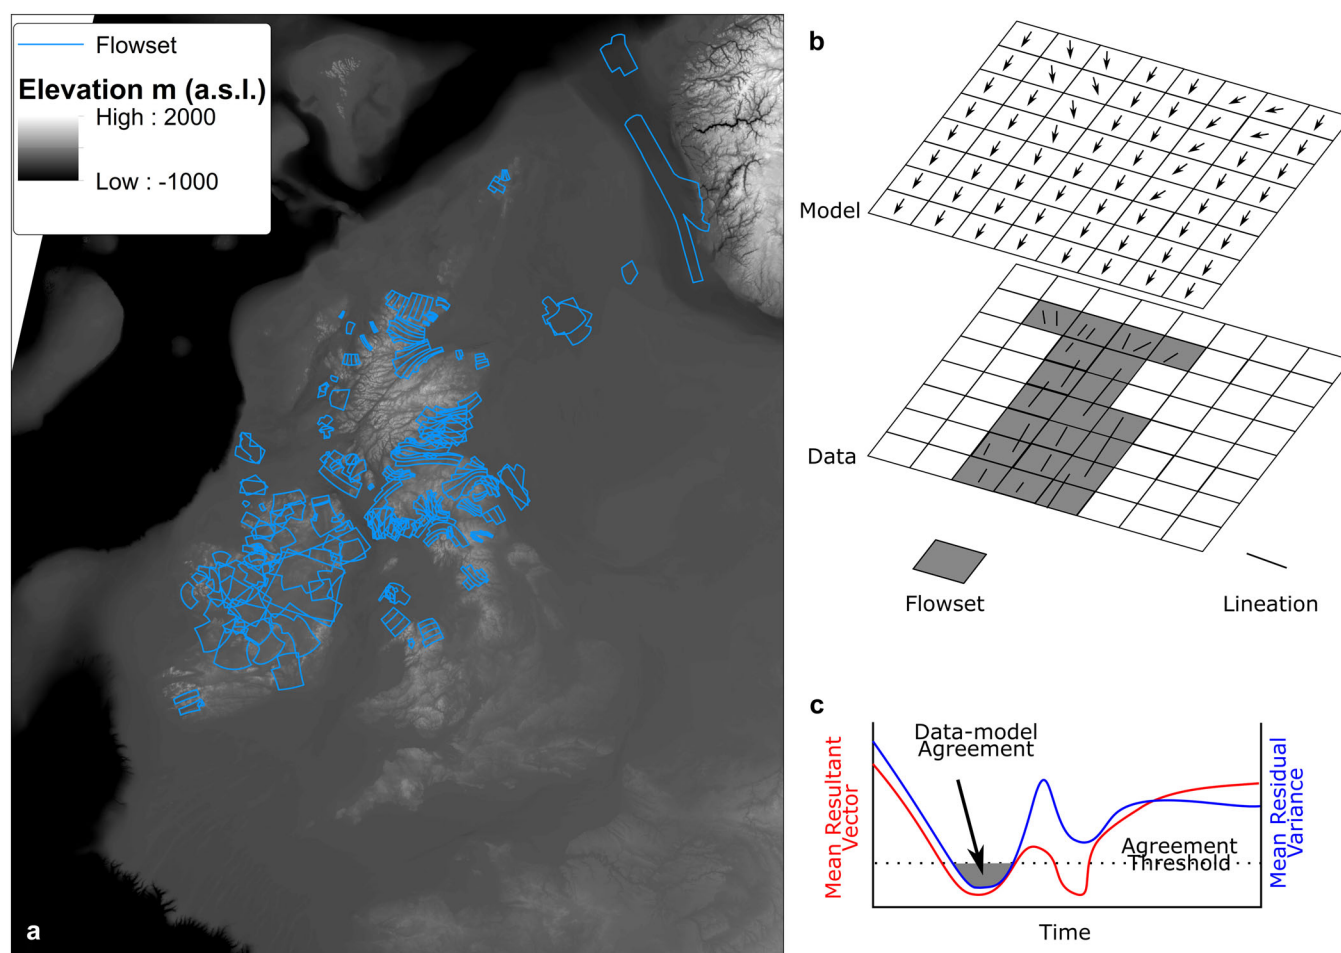 Flowset
Elevation m (a.s.l.)
High : 2000
Low : -1000
a
b
Model
Data
Flowset
Lineation
c
Data-model
Agreement
Mean Resultant
Vector
Mean Residual
Variance
Agreement
Threshold
Time